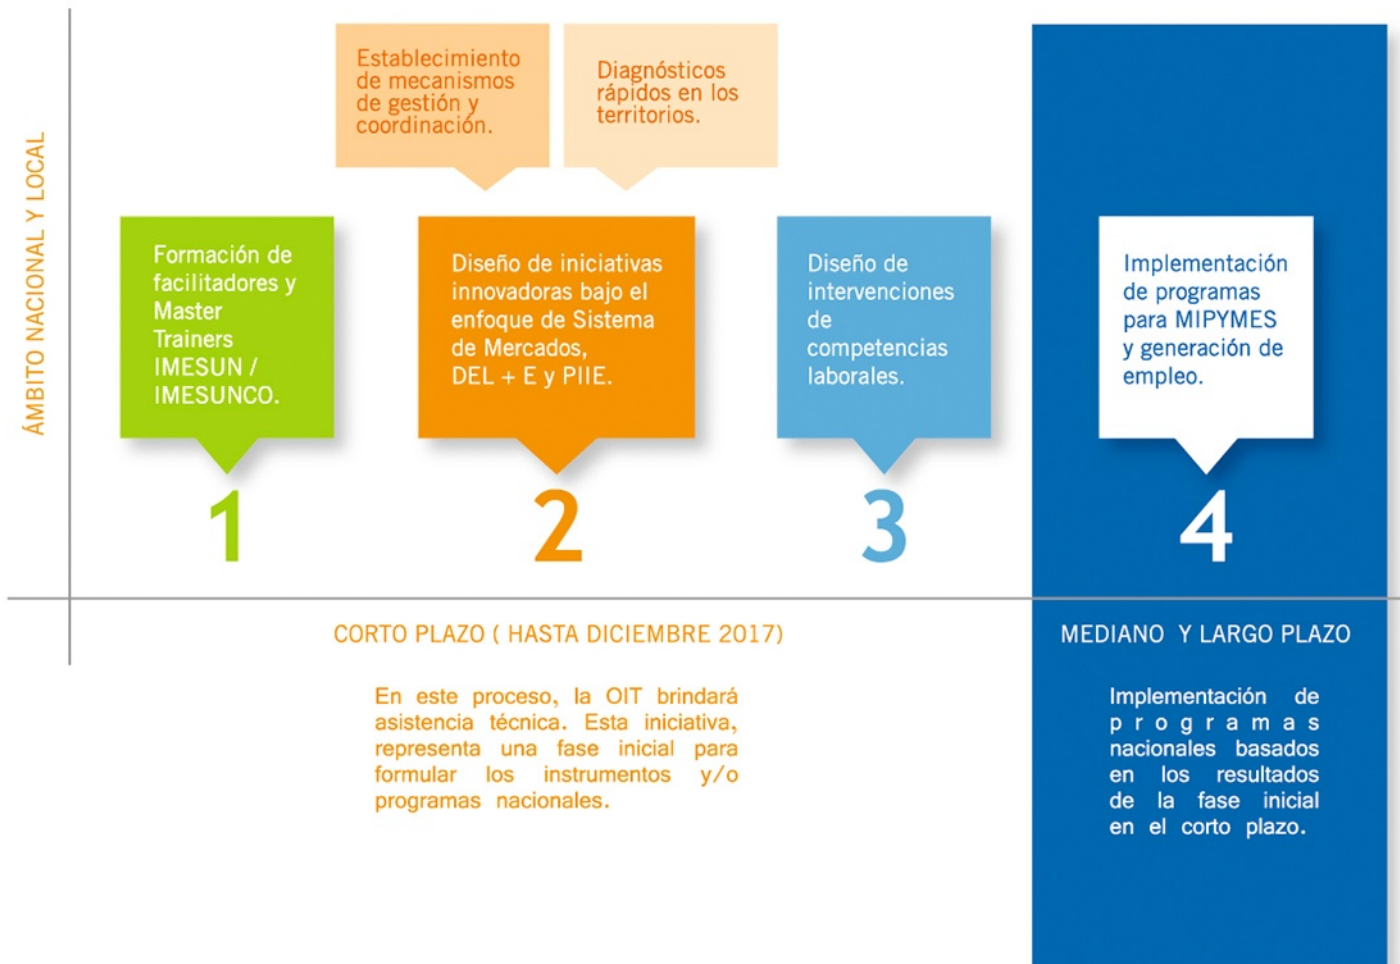 ÁMBITO NACIONAL Y LOCAL
Establecimiento
de mecanismos
de gestión y
coordinación.
Diagnósticos
rápidos en los
territorios.
Formación de
facilitadores y
Master
Trainers
IMESUN /
IMESUNCO.
1
Diseño de iniciativas
innovadoras bajo el
enfoque de Sistema
de Mercados,
DEL + E y PIIE.
2
Diseño de
intervenciones
de
competencias
laborales.
3
Implementación
de programas
para MIPYMES
y generación de
empleo.
4
CORTO PLAZO ( HASTA DICIEMBRE 2017)
En este proceso, la OIT brindará
asistencia técnica. Esta iniciativa,
representa una fase inicial para
formular los instrumentos y/o
programas nacionales.
MEDIANO Y LARGO PLAZO
Implementación de
programas
nacionales basados
en los resultados
de la fase inicial
en el corto plazo.